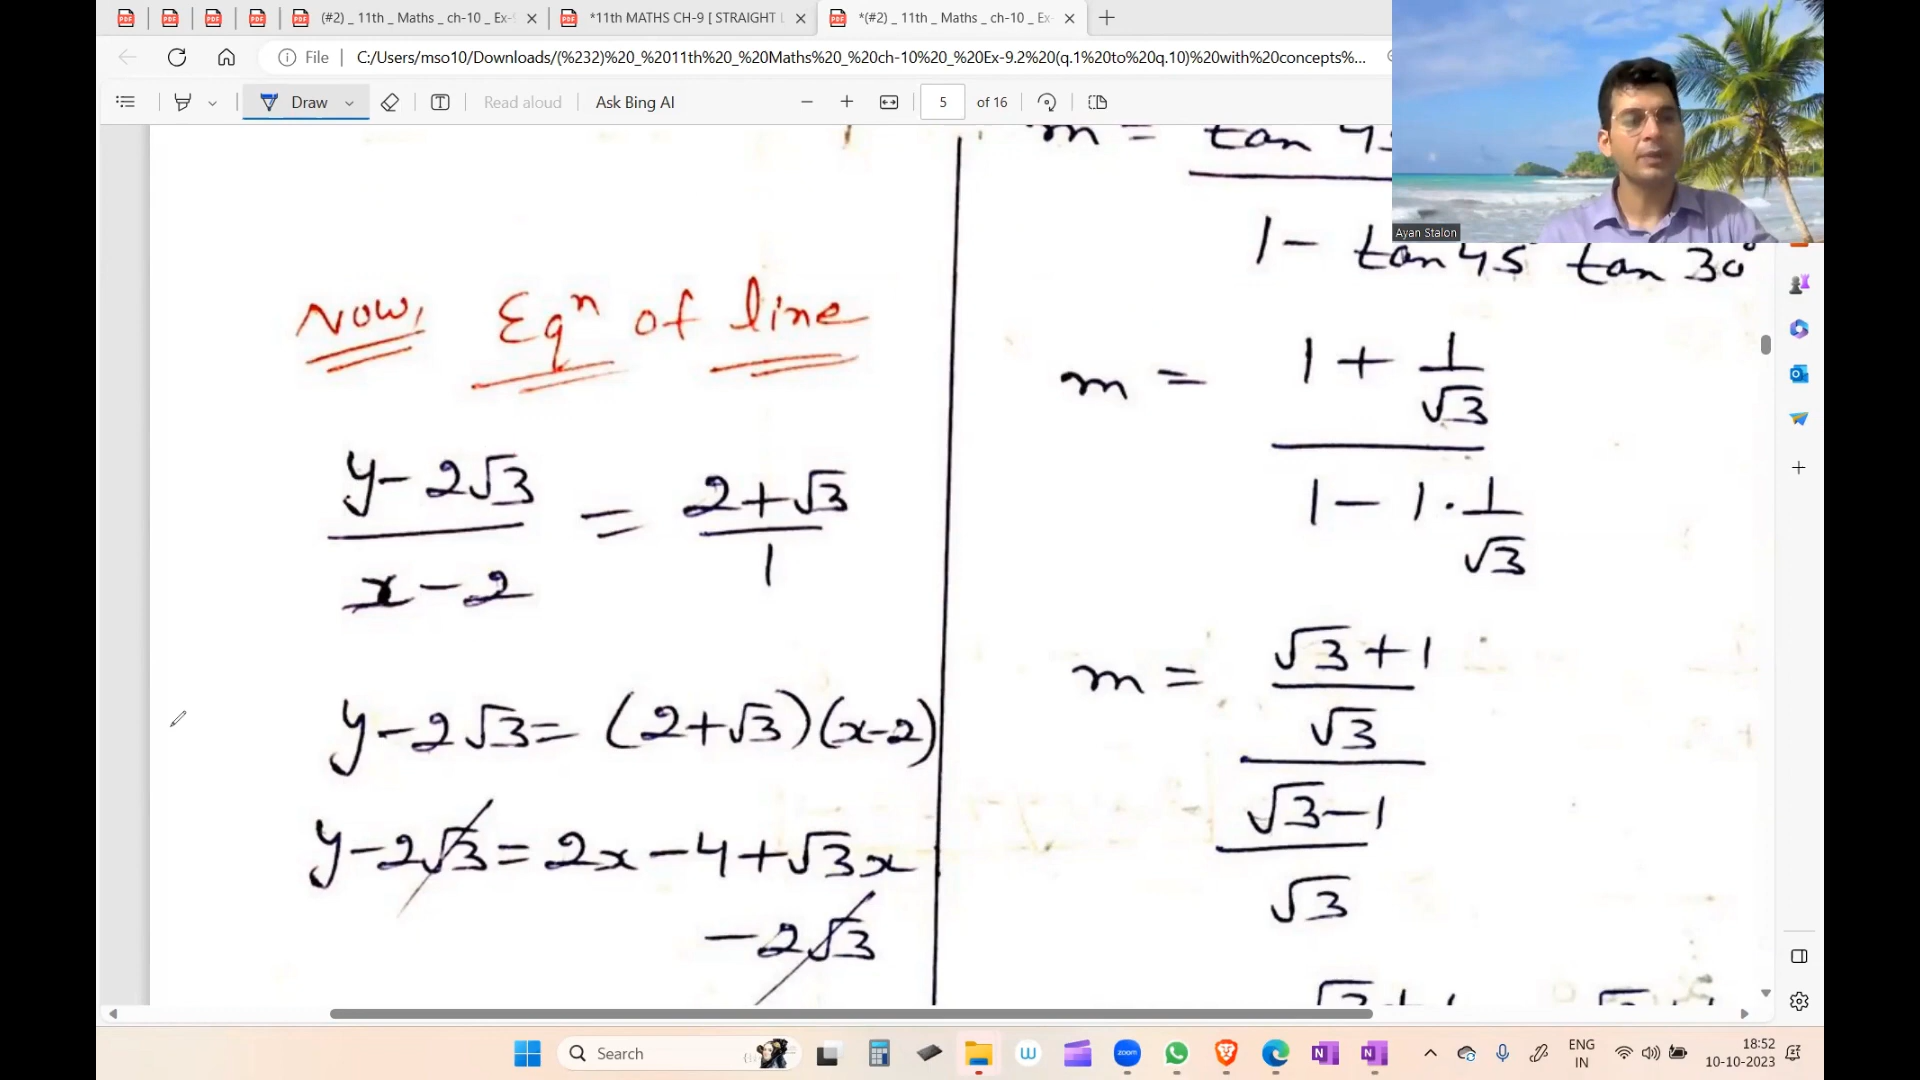 (#2) _ 11th _ Maths _ ch-10 _ Ex-9
*11th MATHS CH-9 [ STRAIGHT L
*(#2) _ 11th _ Maths _ ch-10 _ Ex-
File
C:/Users/mso10/Downloads/(%232)%20_%2011th%20_%20Maths%20_%20ch-10%20_%20Ex-9.2%20(q.1%20to%20q.10)%20with%20concepts%...
Draw
Read aloud
Ask Bing AI
5 of 16
Ayan Stalon
Now, Eqⁿ of line
y-2√3 / x-2 = 2+√3 / 1
y-2√3 = (2+√3)(x-2)
y-2√3 = 2x-4+√3x
-2√3
m = tan 45
1 - tan 45° tan 30°
m = 1 + 1/√3
1 - 1·1/√3
m = √3+1
√3
√3-1
√3
Search
zoom
ENG
IN
18:52
10-10-2023